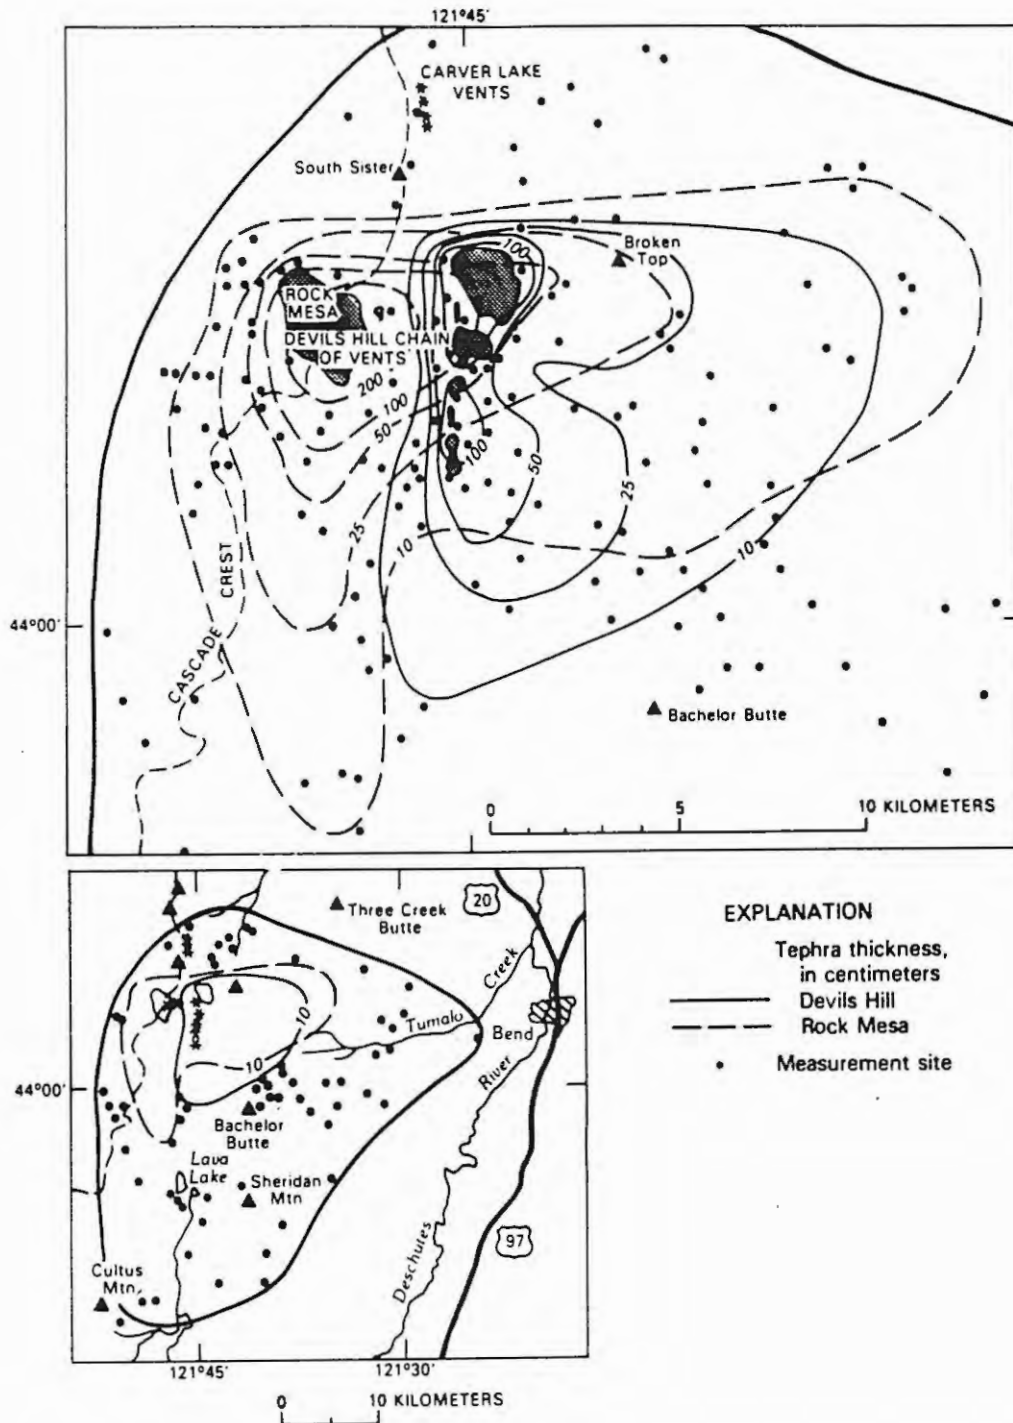 121°45'
CARVER LAKE
VENTS
South Sister
100
Broken
Top
ROCK
MESA
DEVILS HILL CHAIN
OF VENTS
200
100
50
100
50
25
25
10
10
CREST
CASCADE
44°00'
Bachelor Butte
0 5 10 KILOMETERS
20
Three Creek
Butte
Creek
Tumalo
Bend
10
10
River
44°00'
Bachelor
Butte
Lava
Lake
Sheridan
Mtn
97
Deschutes
Cultus
Mtn.
121°45'
121°30'
0 10 KILOMETERS
EXPLANATION
Tephra thickness,
in centimeters
Devils Hill
Rock Mesa
Measurement site